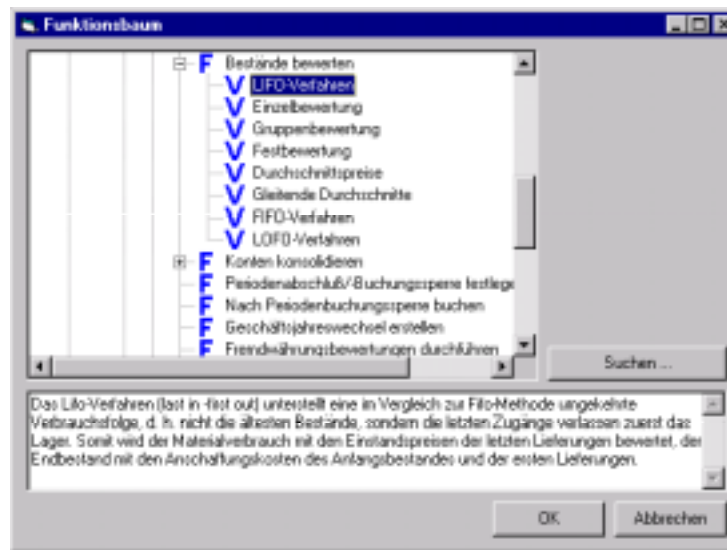 Funktionsbaum
Bestände bewerten
LIFO-Verfahren
Einzelbewertung
Gruppenbewertung
Festbewertung
Durchschnittspreise
Gleitende Durchschnitte
FIFO-Verfahren
LOFO-Verfahren
Konten konsolidieren
Periodenabschluß/-Buchungssperre festlege
Nach Periodenbuchungssperre buchen
Geschäftsjahreswechsel erstellen
Fremdwährungsbewertungen durchführen
Suchen ...
Das Lifo-Verfahren (last in -first out) unterstellt eine im Vergleich zur Fifo-Methode umgekehrte
Verbrauchsfolge, d. h. nicht die ältesten Bestände, sondern die letzten Zugänge verlassen zuerst das
Lager. Somit wird der Materialverbrauch mit den Einstandspreisen der letzten Lieferungen bewertet, der
Endbestand mit den Anschaffungskosten des Anfangsbestandes und der ersten Lieferungen.
OK Abbrechen